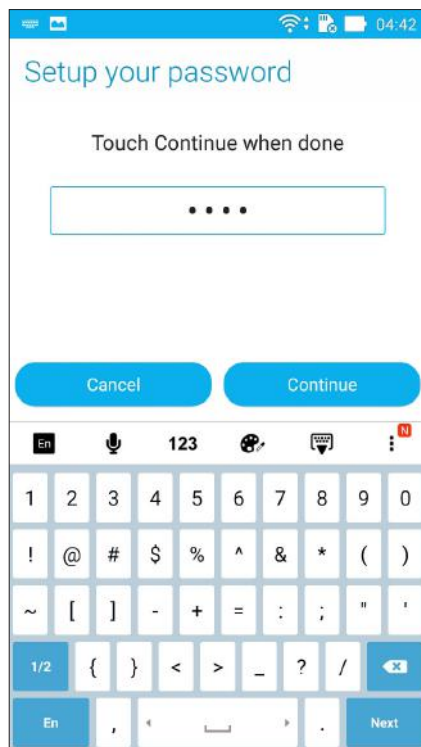 04:42
Setup your password
Touch Continue when done
••••
Cancel Continue
En 123 N
1 2 3 4 5 6 7 8 9 0
! @ # $ % ^ & * ( )
~ [ ] - + = : ; " '
1/2 { } < > _ ? /
En , . Next